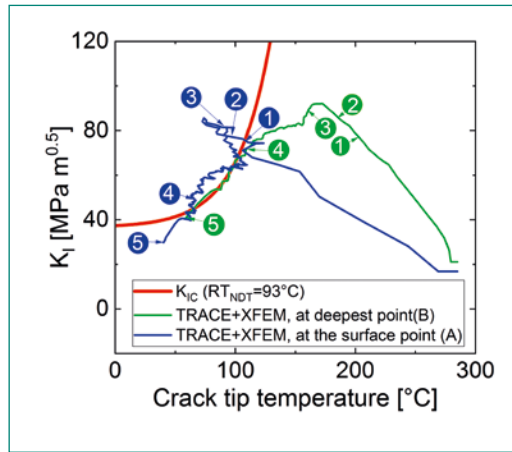 120
80
40
0
K_I [MPa m^0.5]
3
2
1
4
5
2
3
1
4
5
K_IC (RT_NDT=93°C)
TRACE+XFEM, at deepest point(B)
TRACE+XFEM, at the surface point (A)
0 100 200 300
Crack tip temperature [°C]